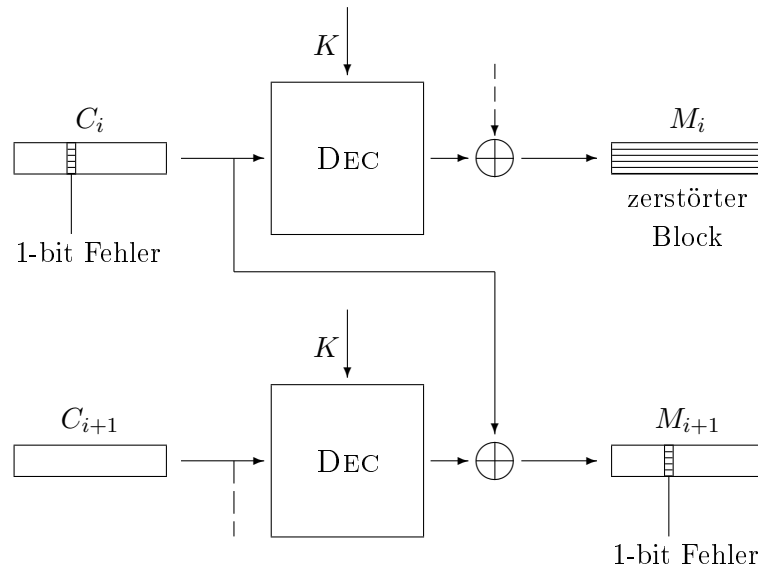 K
C_i
DEC
M_i
zerstörter
Block
1-bit Fehler
K
C_{i+1}
DEC
M_{i+1}
1-bit Fehler